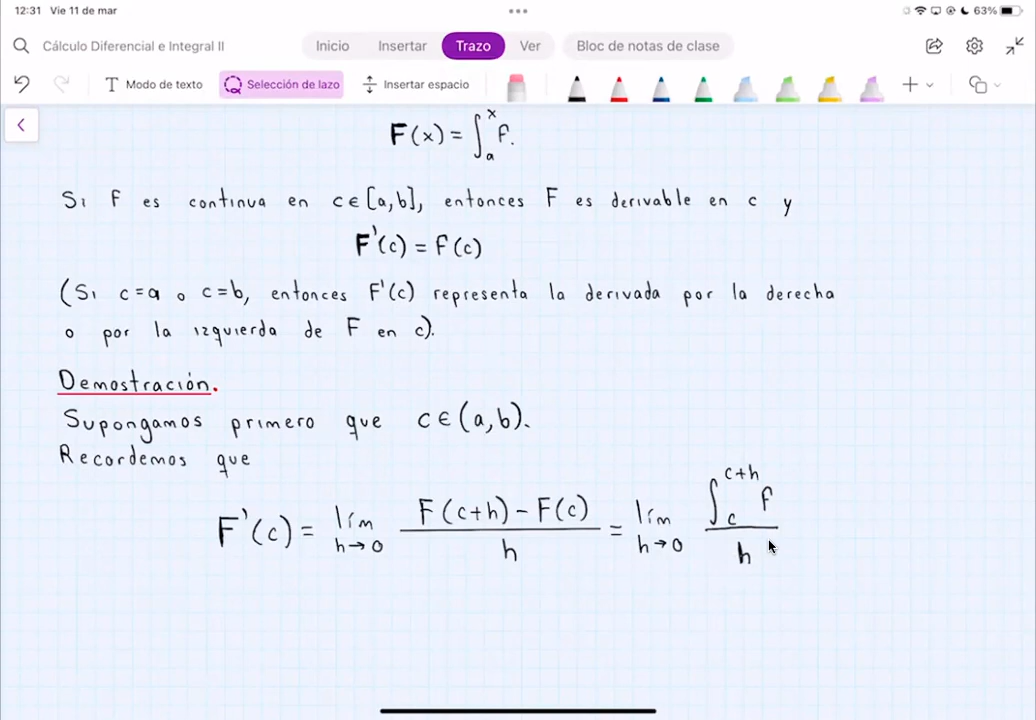 12:31 Vie 11 de mar
63%
Cálculo Diferencial e Integral II
Inicio Insertar Trazo Ver Bloc de notas de clase
Modo de texto Selección de lazo Insertar espacio
F(x) = ∫_a^x f.
Si f es continua en c∈[a,b], entonces F es derivable en c y
F'(c) = f(c)
(Si c=a o c=b, entonces F'(c) representa la derivada por la derecha
o por la izquierda de F en c).
Demostración.
Supongamos primero que c∈(a,b).
Recordemos que
F'(c) = lím_{h→0} (F(c+h) - F(c))/h = lím_{h→0} (∫_c^{c+h} f)/h